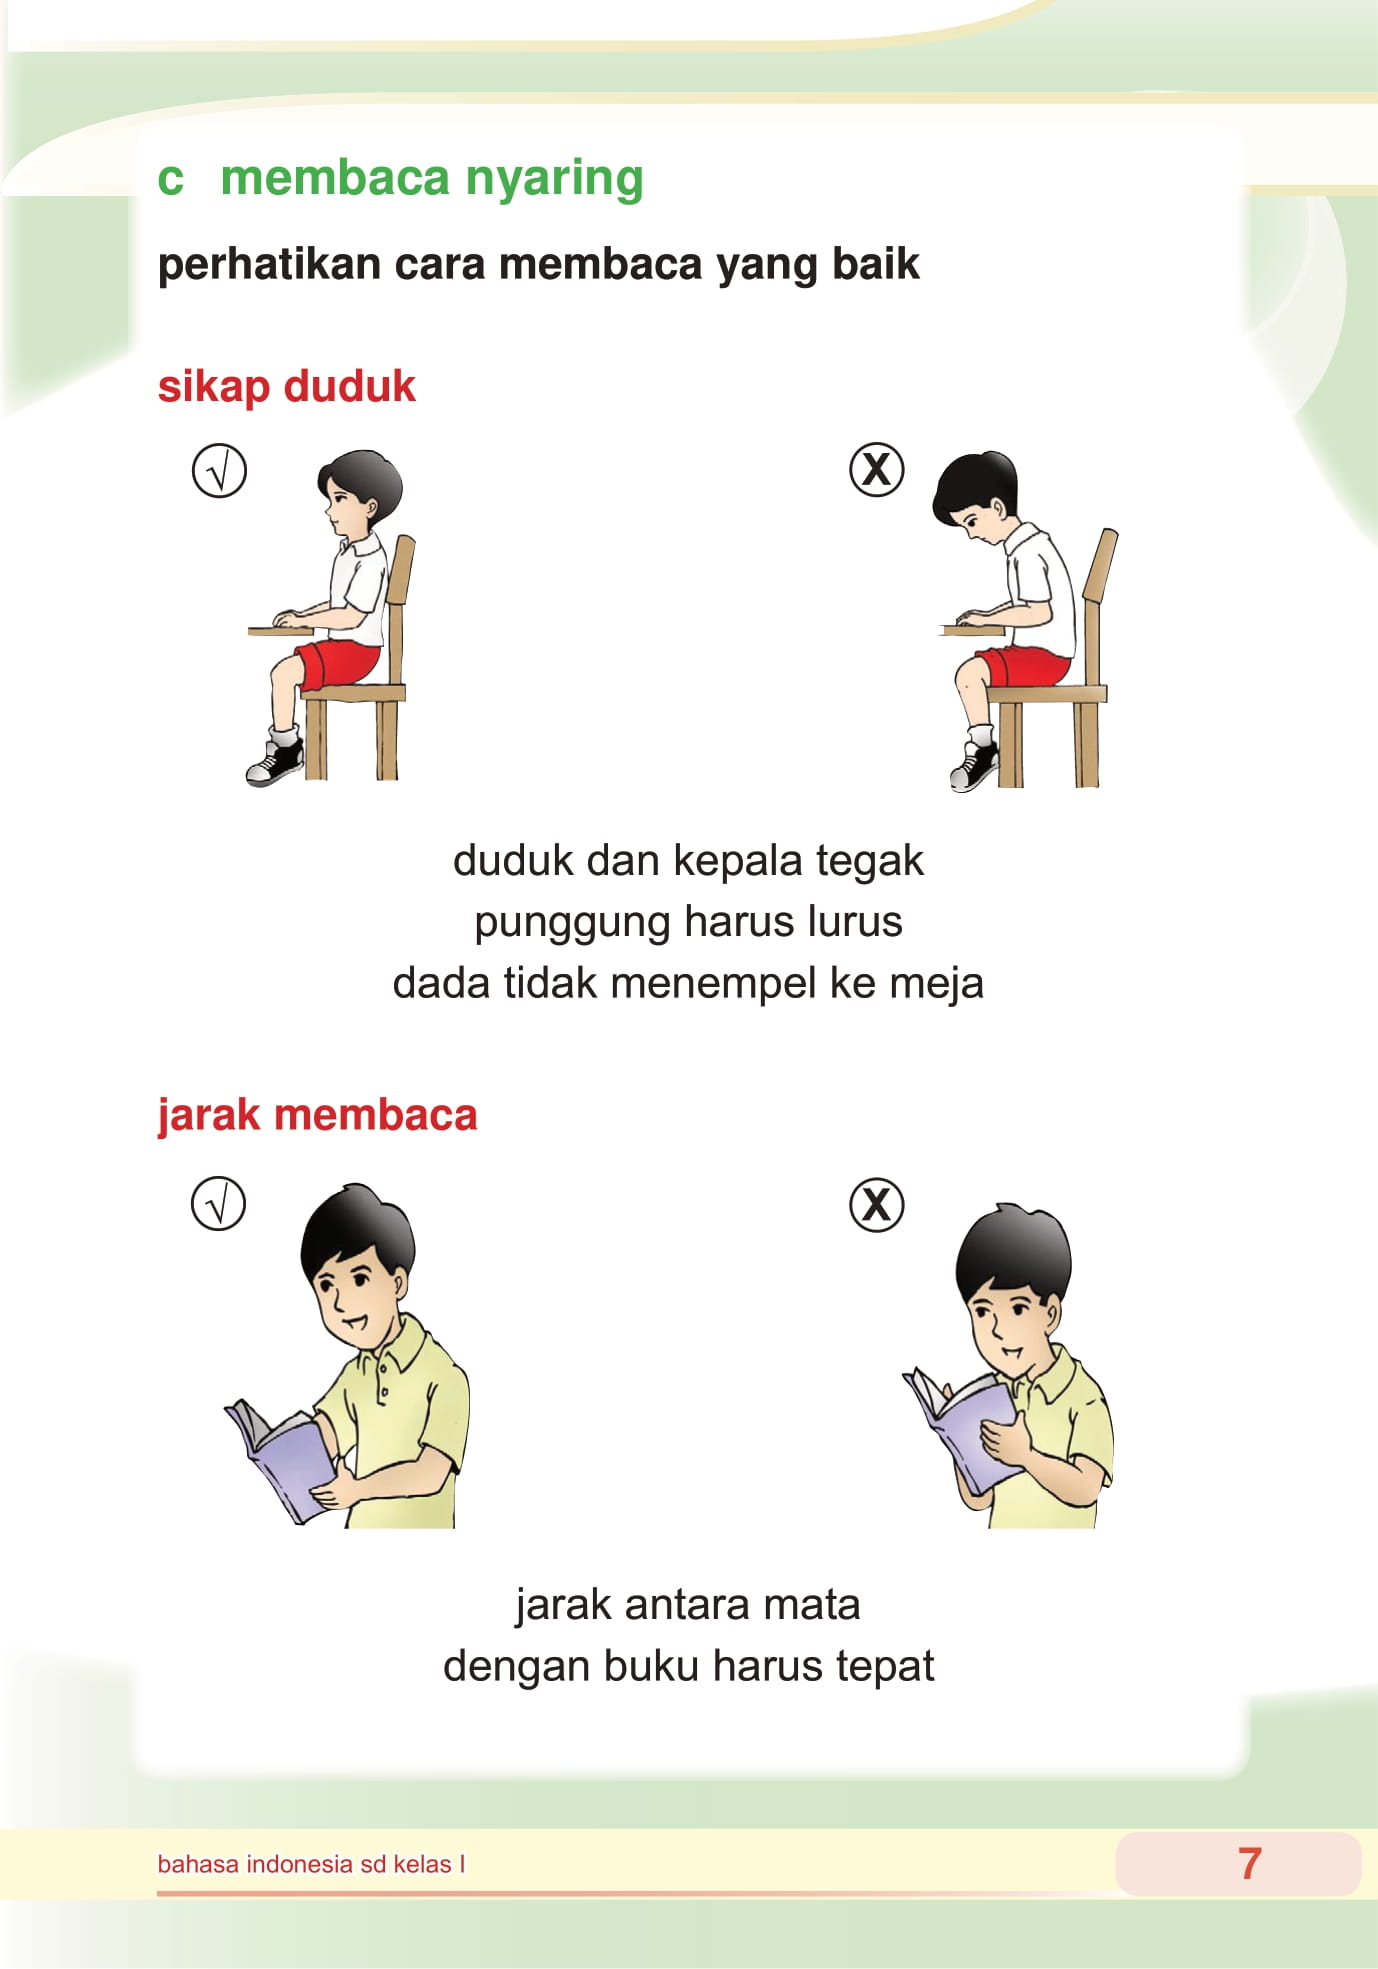 c membaca nyaring
perhatikan cara membaca yang baik
sikap duduk
√
X
duduk dan kepala tegak
punggung harus lurus
dada tidak menempel ke meja
jarak membaca
√
X
jarak antara mata
dengan buku harus tepat
bahasa indonesia sd kelas I
7